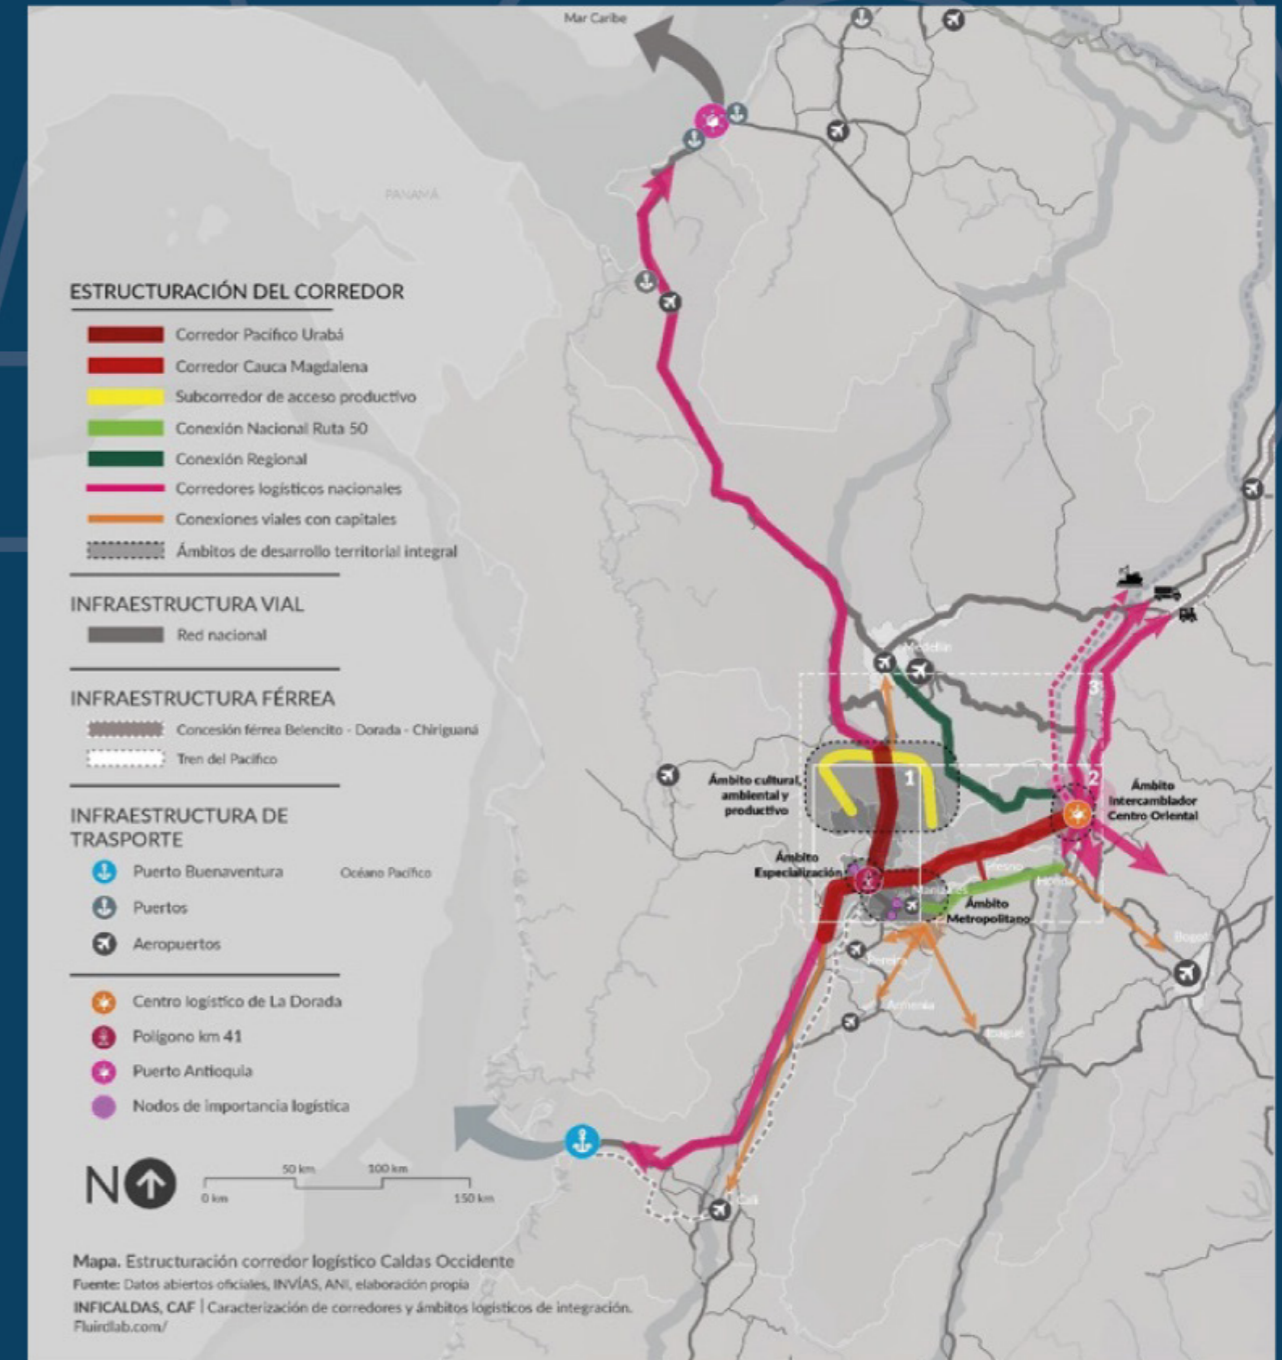 Mar Caribe
PANAMÁ
ESTRUCTURACIÓN DEL CORREDOR
Corredor Pacífico Urabá
Corredor Cauca Magdalena
Subcorredor de acceso productivo
Conexión Nacional Ruta 50
Conexión Regional
Corredores logísticos nacionales
Conexiones viales con capitales
Ámbitos de desarrollo territorial integral
INFRAESTRUCTURA VIAL
Red nacional
INFRAESTRUCTURA FÉRREA
Concesión férrea Belencito - Dorada - Chiriguaná
Tren del Pacífico
INFRAESTRUCTURA DE
TRASPORTE
Puerto Buenaventura
Océano Pacífico
Puertos
Aeropuertos
Centro logístico de La Dorada
Polígono km 41
Puerto Antioquia
Nodos de importancia logística
Medellín
3
1
2
Ámbito cultural,
ambiental y
productivo
Ámbito
Intercambiador
Centro Oriental
Ámbito
Especialización
Fresno
Manizales
Honda
Ámbito
Metropolitano
Bogotá
Pereira
Armenia
Ibagué
Cali
N
50 km
100 km
0 km
150 km
Mapa. Estructuración corredor logístico Caldas Occidente
Fuente: Datos abiertos oficiales, INVÍAS, ANI, elaboración propia
INFICALDAS, CAF | Caracterización de corredores y ámbitos logísticos de integración.
Fluirdlab.com/